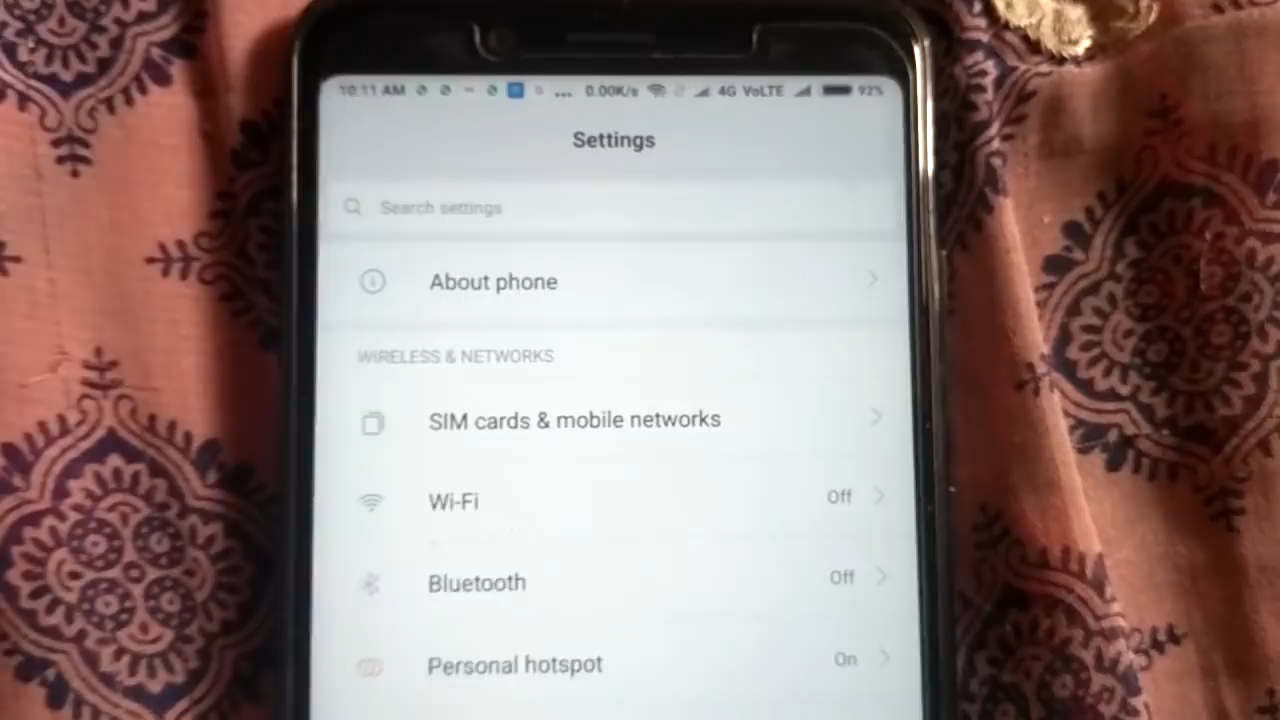 10:11 AM ... 0.00K/s 4G VoLTE 92%
Settings
Search settings
About phone
WIRELESS & NETWORKS
SIM cards & mobile networks
Wi-Fi Off
Bluetooth Off
Personal hotspot On